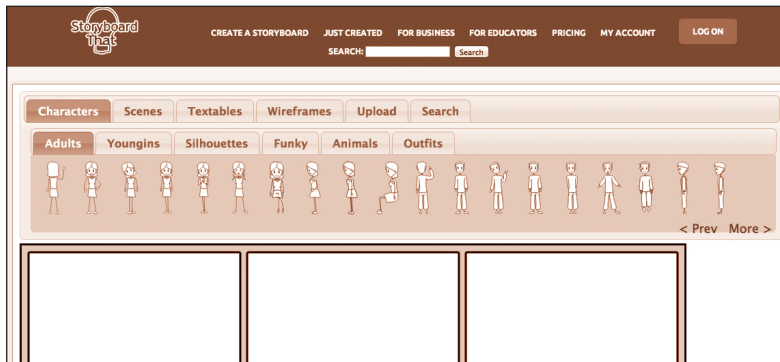 Storyboard
That
CREATE A STORYBOARD JUST CREATED FOR BUSINESS FOR EDUCATORS PRICING MY ACCOUNT LOG ON
SEARCH: Search
Characters Scenes Textables Wireframes Upload Search
Adults Youngins Silhouettes Funky Animals Outfits
< Prev More >